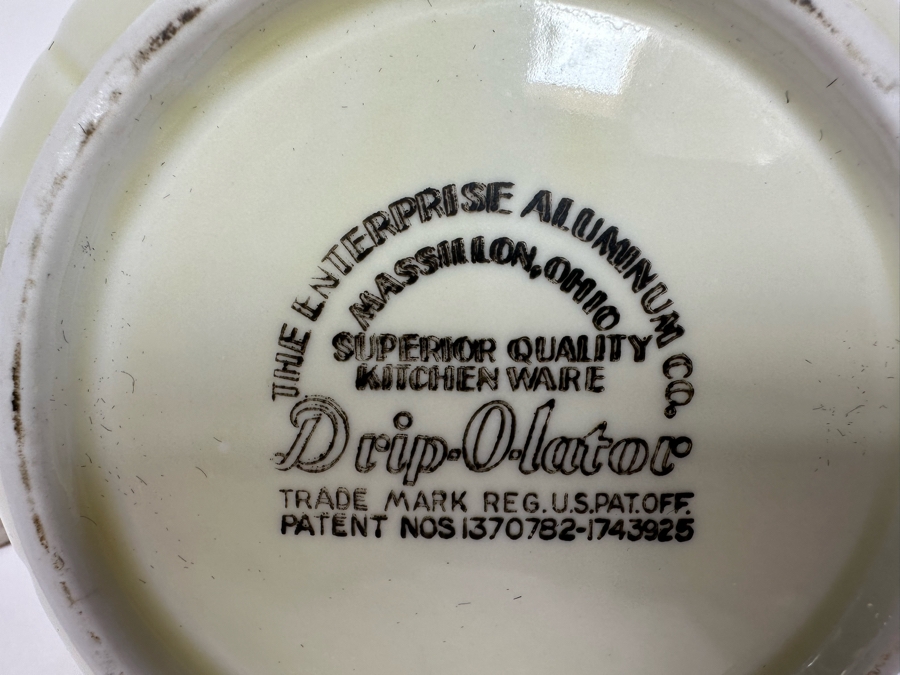 THE ENTERPRISE ALUMINUM CO.
MASSILLON, OHIO
SUPERIOR QUALITY
KITCHEN WARE
Drip-O-lator
TRADE MARK REG. U.S. PAT. OFF.
PATENT NOS 1370782-1743925